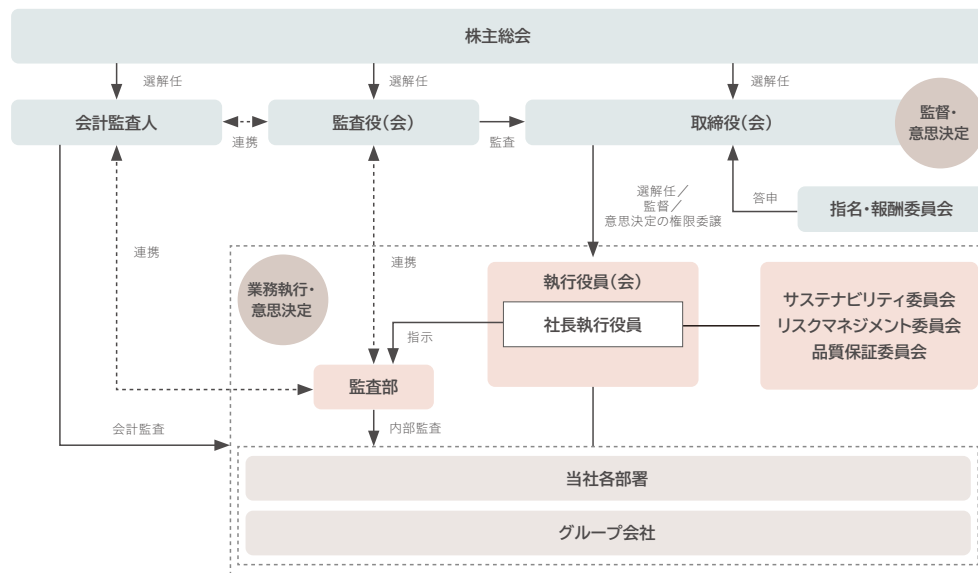 株主総会
選解任
選解任
選解任
会計監査人
連携
監査役(会)
監査
取締役(会)
監督・
意思決定
選解任／
監督／
意思決定の権限委譲
答申
指名・報酬委員会
連携
連携
業務執行・
意思決定
執行役員(会)
社長執行役員
指示
サステナビリティ委員会
リスクマネジメント委員会
品質保証委員会
監査部
会計監査
内部監査
当社各部署
グループ会社